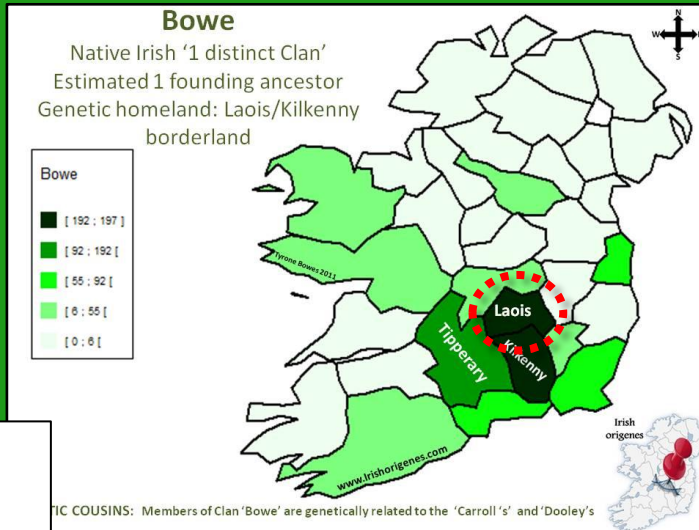 Bowe
Native Irish ‘1 distinct Clan’
Estimated 1 founding ancestor
Genetic homeland: Laois/Kilkenny
borderland
N
W
S
Bowe
[ 192 ; 197 ]
[ 92 ; 192 [
[ 55 ; 92 [
[ 6 ; 55 [
[ 0 ; 6 [
Tyrone Bowes 2011
Laois
Tipperary
Kilkenny
www.Irishorigenes.com
Irish
origenes
TIC COUSINS: Members of Clan ‘Bowe’ are genetically related to the ‘Carroll ‘s’ and ‘Dooley’s